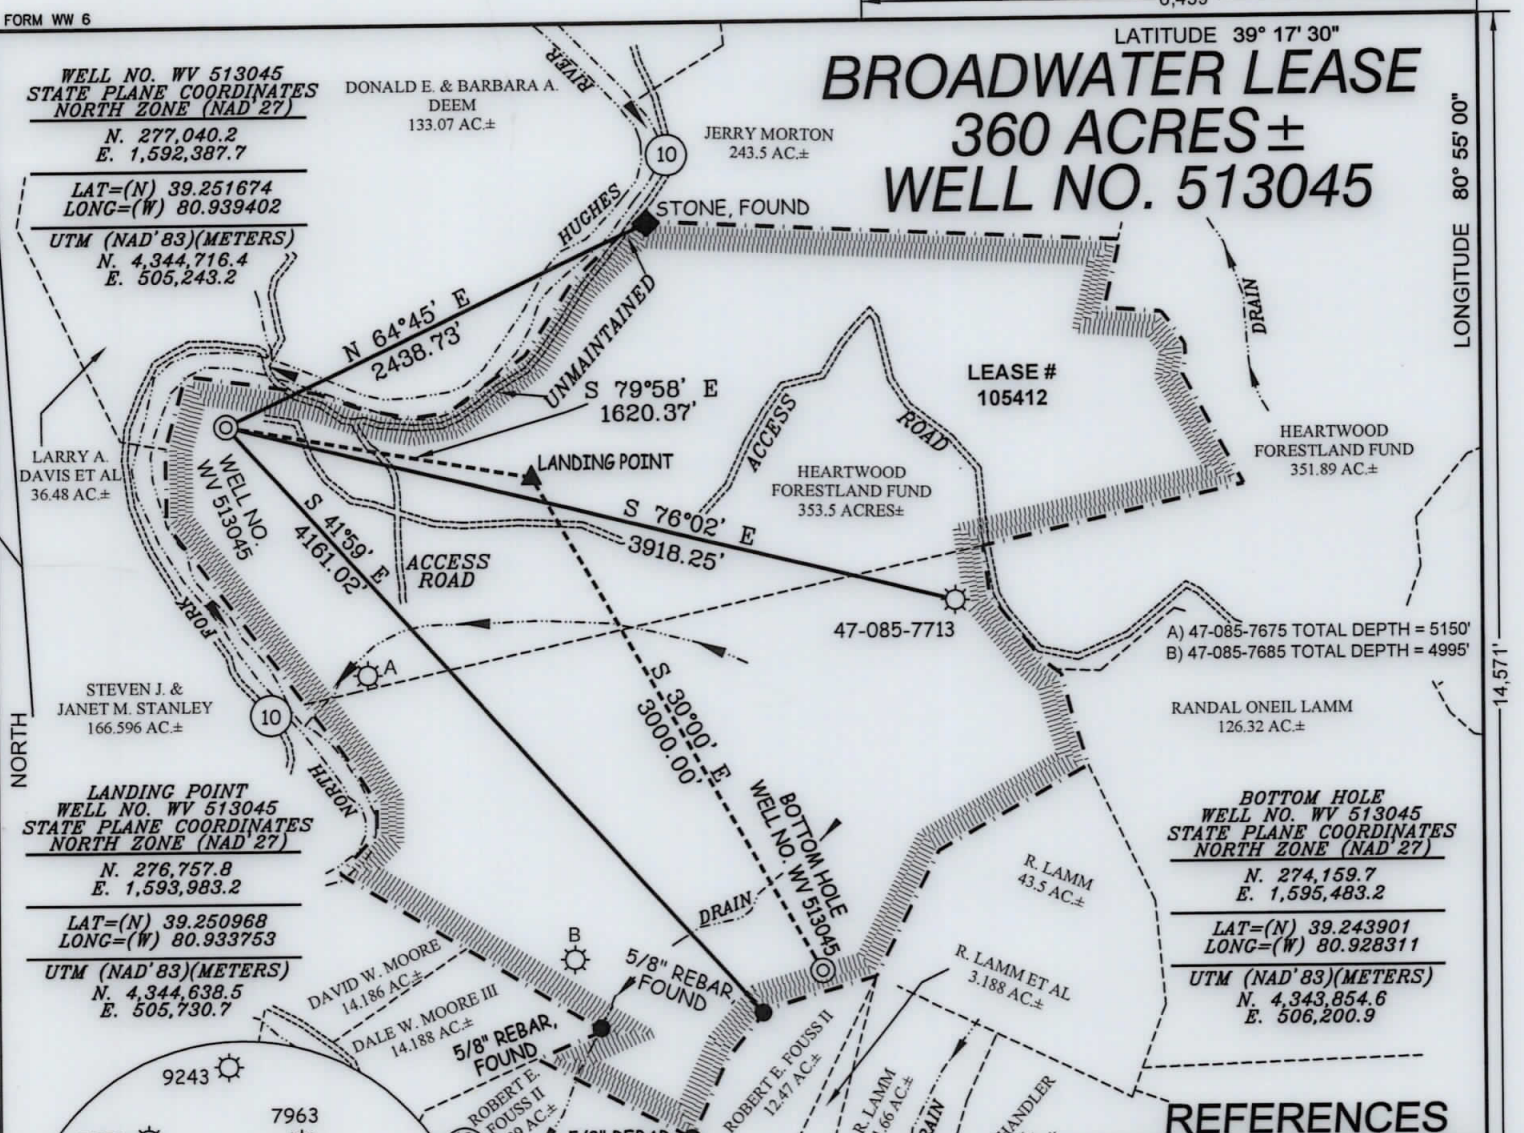 FORM WW 6
6,459'
LATITUDE 39° 17' 30"
BROADWATER LEASE
360 ACRES±
WELL NO. 513045
LONGITUDE 80° 55' 00"
WELL NO. WV 513045
STATE PLANE COORDINATES
NORTH ZONE (NAD'27)
N. 277,040.2
E. 1,592,387.7
LAT=(N) 39.251674
LONG=(W) 80.939402
UTM (NAD'83)(METERS)
N. 4,344,716.4
E. 505,243.2
DONALD E. & BARBARA A.
DEEM
133.07 AC.±
RIVER
10
JERRY MORTON
243.5 AC.±
HUGHES
STONE, FOUND
N 64°45' E
2438.73'
UNMAINTAINED
DRAIN
S 79°58' E
1620.37'
LEASE #
105412
ACCESS
ROAD
LARRY A.
DAVIS ET AL
36.48 AC.±
WELL NO.
WV 513045
LANDING POINT
HEARTWOOD
FORESTLAND FUND
353.5 ACRES±
HEARTWOOD
FORESTLAND FUND
351.89 AC.±
S 76°02' E
3918.25'
S 41°59' E
4161.02'
ACCESS
ROAD
FORK
47-085-7713
A) 47-085-7675 TOTAL DEPTH = 5150'
B) 47-085-7685 TOTAL DEPTH = 4995'
14,571'
A
STEVEN J. &
JANET M. STANLEY
166.596 AC.±
10
NORTH
NORTH
S 30°00' E
3000.00'
RANDAL ONEIL LAMM
126.32 AC.±
LANDING POINT
WELL NO. WV 513045
STATE PLANE COORDINATES
NORTH ZONE (NAD'27)
N. 276,757.8
E. 1,593,983.2
LAT=(N) 39.250968
LONG=(W) 80.933753
UTM (NAD'83)(METERS)
N. 4,344,638.5
E. 505,730.7
BOTTOM HOLE
WELL NO. WV 513045
BOTTOM HOLE
WELL NO. WV 513045
STATE PLANE COORDINATES
NORTH ZONE (NAD'27)
N. 274,159.7
E. 1,595,483.2
LAT=(N) 39.243901
LONG=(W) 80.928311
UTM (NAD'83)(METERS)
N. 4,343,854.6
E. 506,200.9
R. LAMM
43.5 AC.±
DRAIN
B
5/8" REBAR
FOUND
DAVID W. MOORE
14.186 AC.±
DALE W. MOORE III
14.188 AC.±
5/8" REBAR,
FOUND
R. LAMM ET AL
3.188 AC.±
ROBERT E. FOUSS II
12.47 AC.±
ROBERT E.
FOUSS II
AC.±
R. LAMM
.66 AC.±
HANDLER
9243
7963
5/8" REBAR
REFERENCES